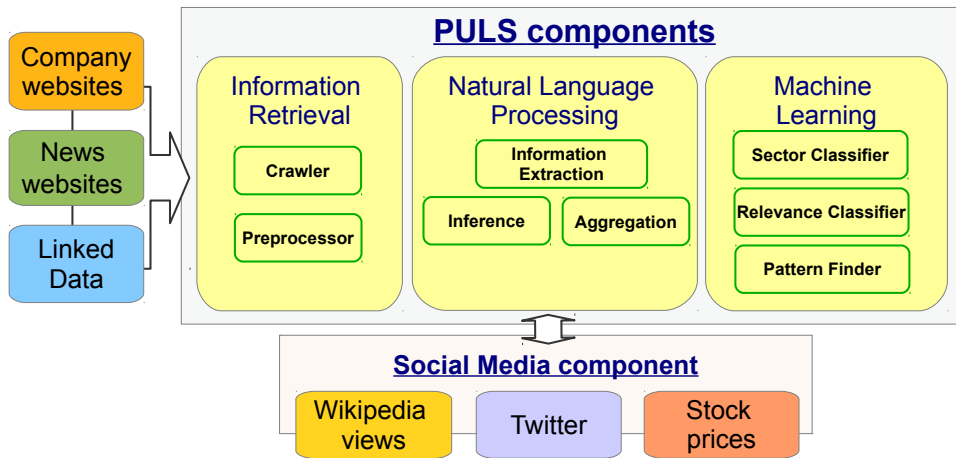 PULS components
Company
websites
News
websites
Linked
Data
Information
Retrieval
Crawler
Preprocessor
Natural Language
Processing
Information
Extraction
Inference
Aggregation
Machine
Learning
Sector Classifier
Relevance Classifier
Pattern Finder
Social Media component
Wikipedia
views
Twitter
Stock
prices